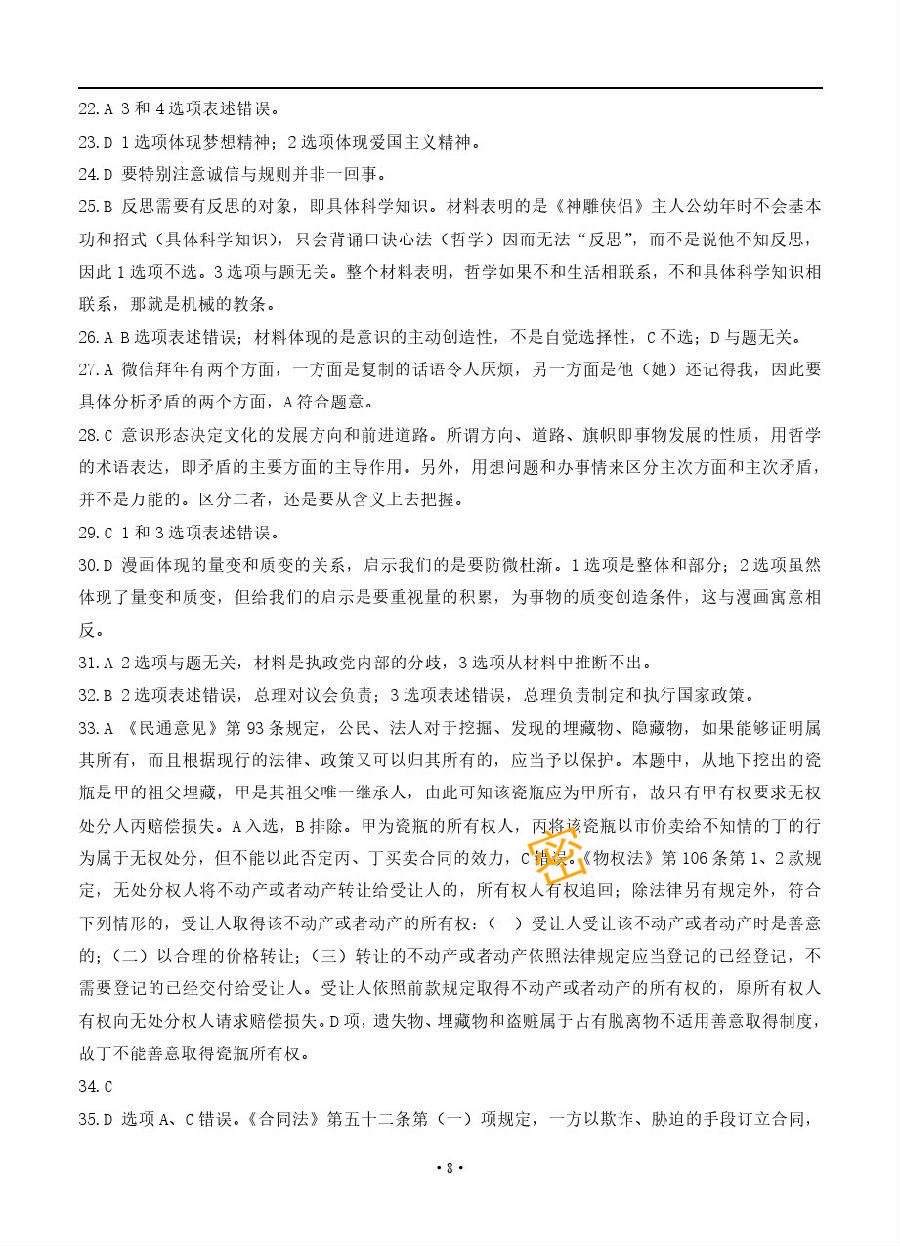 22. A 3 和 4 选项表述错误。
23. D 1 选项体现梦想精神；2 选项体现爱国主义精神。
24. D 要特别注意诚信与规则并非一回事。
25. B 反思需要有反思的对象，即具体科学知识。材料表明的是《神雕侠侣》主人公幼年时不会基本
功和招式（具体科学知识），只会背诵口诀心法（哲学）因而无法“反思”，而不是说他不知反思，
因此 1 选项不选。3 选项与题无关。整个材料表明，哲学如果不和生活相联系，不和具体科学知识相
联系，那就是机械的教条。
26. A B 选项表述错误；材料体现的是意识的主动创造性，不是自觉选择性，C 不选；D 与题无关。
27. A 微信拜年有两个方面，一方面是复制的话语令人厌烦，另一方面是他（她）还记得我，因此要
具体分析矛盾的两个方面，A 符合题意。
28. C 意识形态决定文化的发展方向和前进道路。所谓方向、道路、旗帜即事物发展的性质，用哲学
的术语表达，即矛盾的主要方面的主导作用。另外，用想问题和办事情来区分主次方面和主次矛盾，
并不是万能的。区分二者，还是要从含义上去把握。
29. C 1 和 3 选项表述错误。
30. D 漫画体现的量变和质变的关系，启示我们的是要防微杜渐。1 选项是整体和部分；2 选项虽然
体现了量变和质变，但给我们的启示是要重视量的积累，为事物的质变创造条件，这与漫画寓意相
反。
31. A 2 选项与题无关，材料是执政党内部的分歧，3 选项从材料中推断不出。
32. B 2 选项表述错误，总理对议会负责；3 选项表述错误，总理负责制定和执行国家政策。
33. A 《民通意见》第 93 条规定，公民、法人对于挖掘、发现的埋藏物、隐藏物，如果能够证明属
其所有，而且根据现行的法律、政策又可以归其所有的，应当予以保护。本题中，从地下挖出的瓷
瓶是甲的祖父埋藏，甲是其祖父唯一继承人，由此可知该瓷瓶应为甲所有，故只有甲有权要求无权
处分人丙赔偿损失。A 入选，B 排除。甲为瓷瓶的所有权人，丙将该瓷瓶以市价卖给不知情的丁的行
为属于无权处分，但不能以此否定丙、丁买卖合同的效力，C 错误。《物权法》第 106 条第 1、2 款规
定，无处分权人将不动产或者动产转让给受让人的，所有权人有权追回；除法律另有规定外，符合
下列情形的，受让人取得该不动产或者动产的所有权：（ ）受让人受让该不动产或者动产时是善意
的；（二）以合理的价格转让；（三）转让的不动产或者动产依照法律规定应当登记的已经登记，不
需要登记的已经交付给受让人。受让人依照前款规定取得不动产或者动产的所有权的，原所有权人
有权向无处分权人请求赔偿损失。D 项，遗失物、埋藏物和盗赃属于占有脱离物不适用善意取得制度，
故丁不能善意取得瓷瓶所有权。
34. C
35. D 选项 A、C 错误。《合同法》第五十二条第（一）项规定，一方以欺诈、胁迫的手段订立合同，
密
·8·